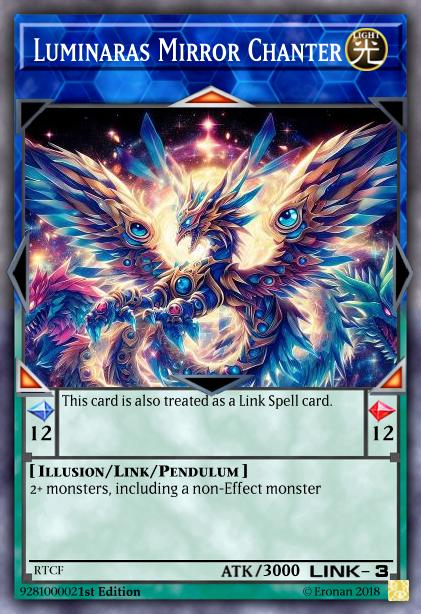 LUMINARAS MIRROR CHANTER
LIGHT
光
This card is also treated as a Link Spell card.
12
12
[ ILLUSION/LINK/PENDULUM ]
2+ monsters, including a non-Effect monster
RTCF
ATK/3000 LINK-3
9281000021st Edition
© Eronan 2018